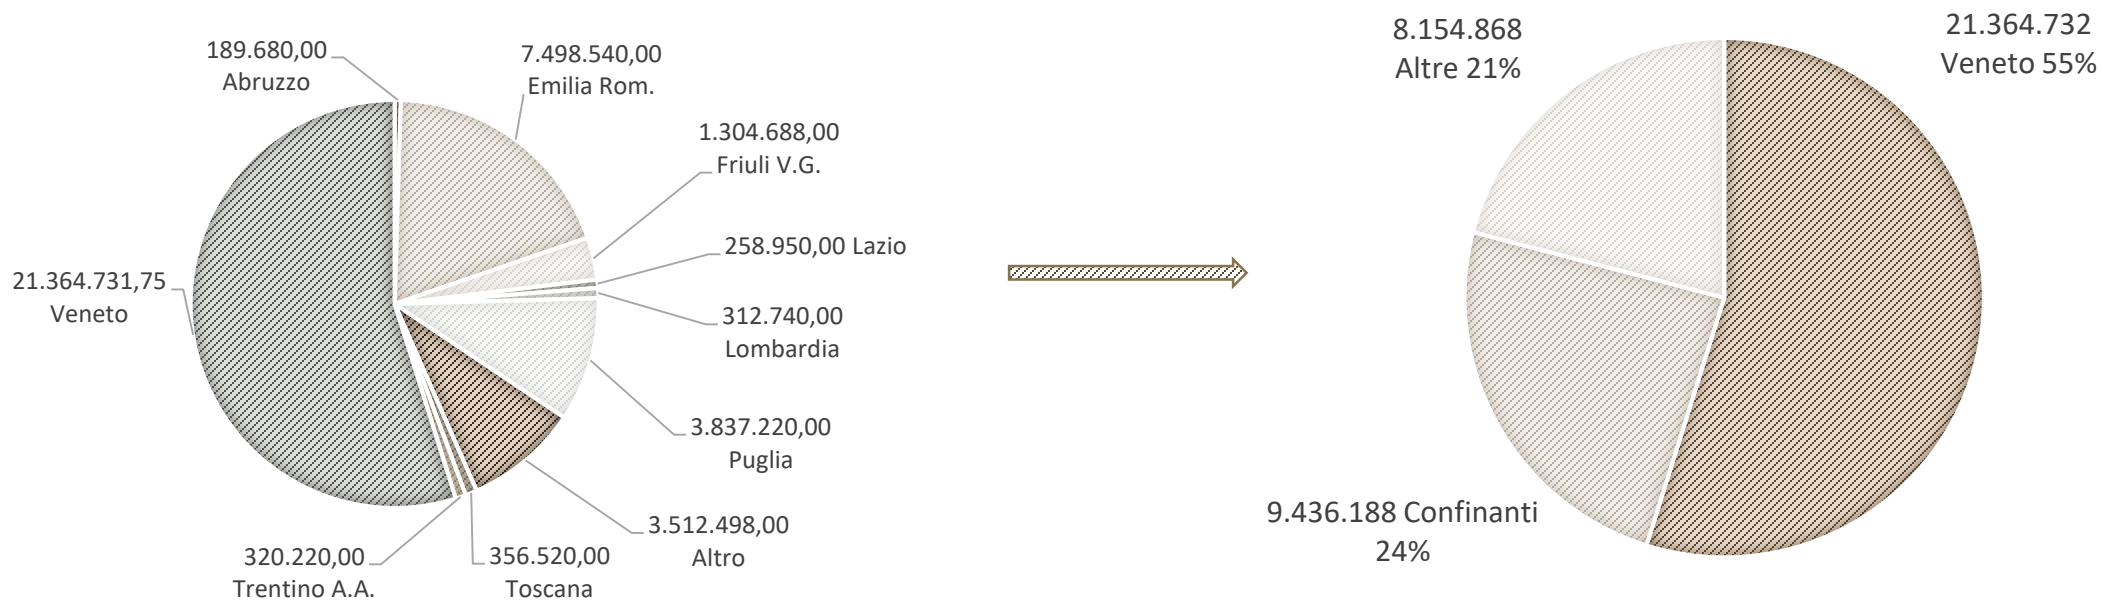 189.680,00
Abruzzo
7.498.540,00
Emilia Rom.
1.304.688,00
Friuli V.G.
258.950,00 Lazio
312.740,00
Lombardia
3.837.220,00
Puglia
3.512.498,00
Altro
356.520,00
Toscana
320.220,00
Trentino A.A.
21.364.731,75
Veneto
8.154.868
Altre 21%
21.364.732
Veneto 55%
9.436.188 Confinanti
24%